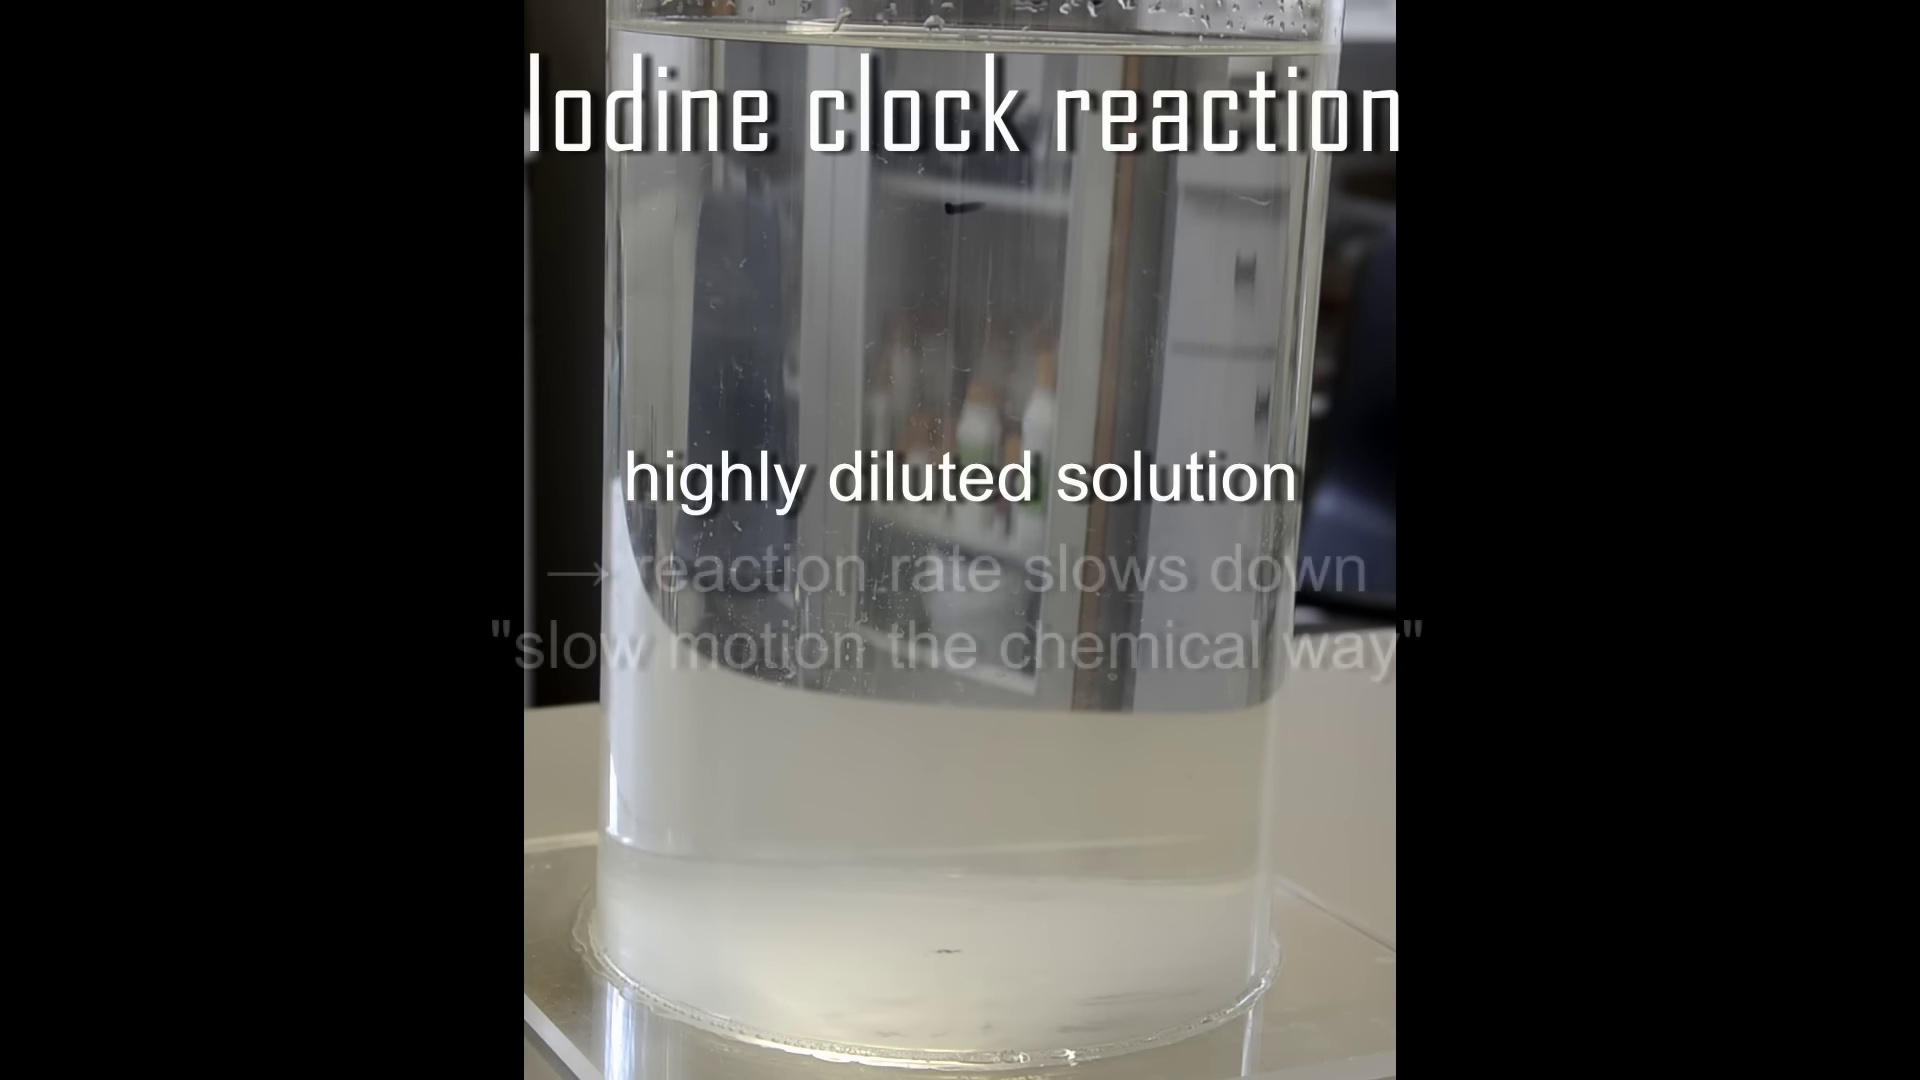 Iodine clock reaction
highly diluted solution
→ reaction rate slows down
"slow motion the chemical way"